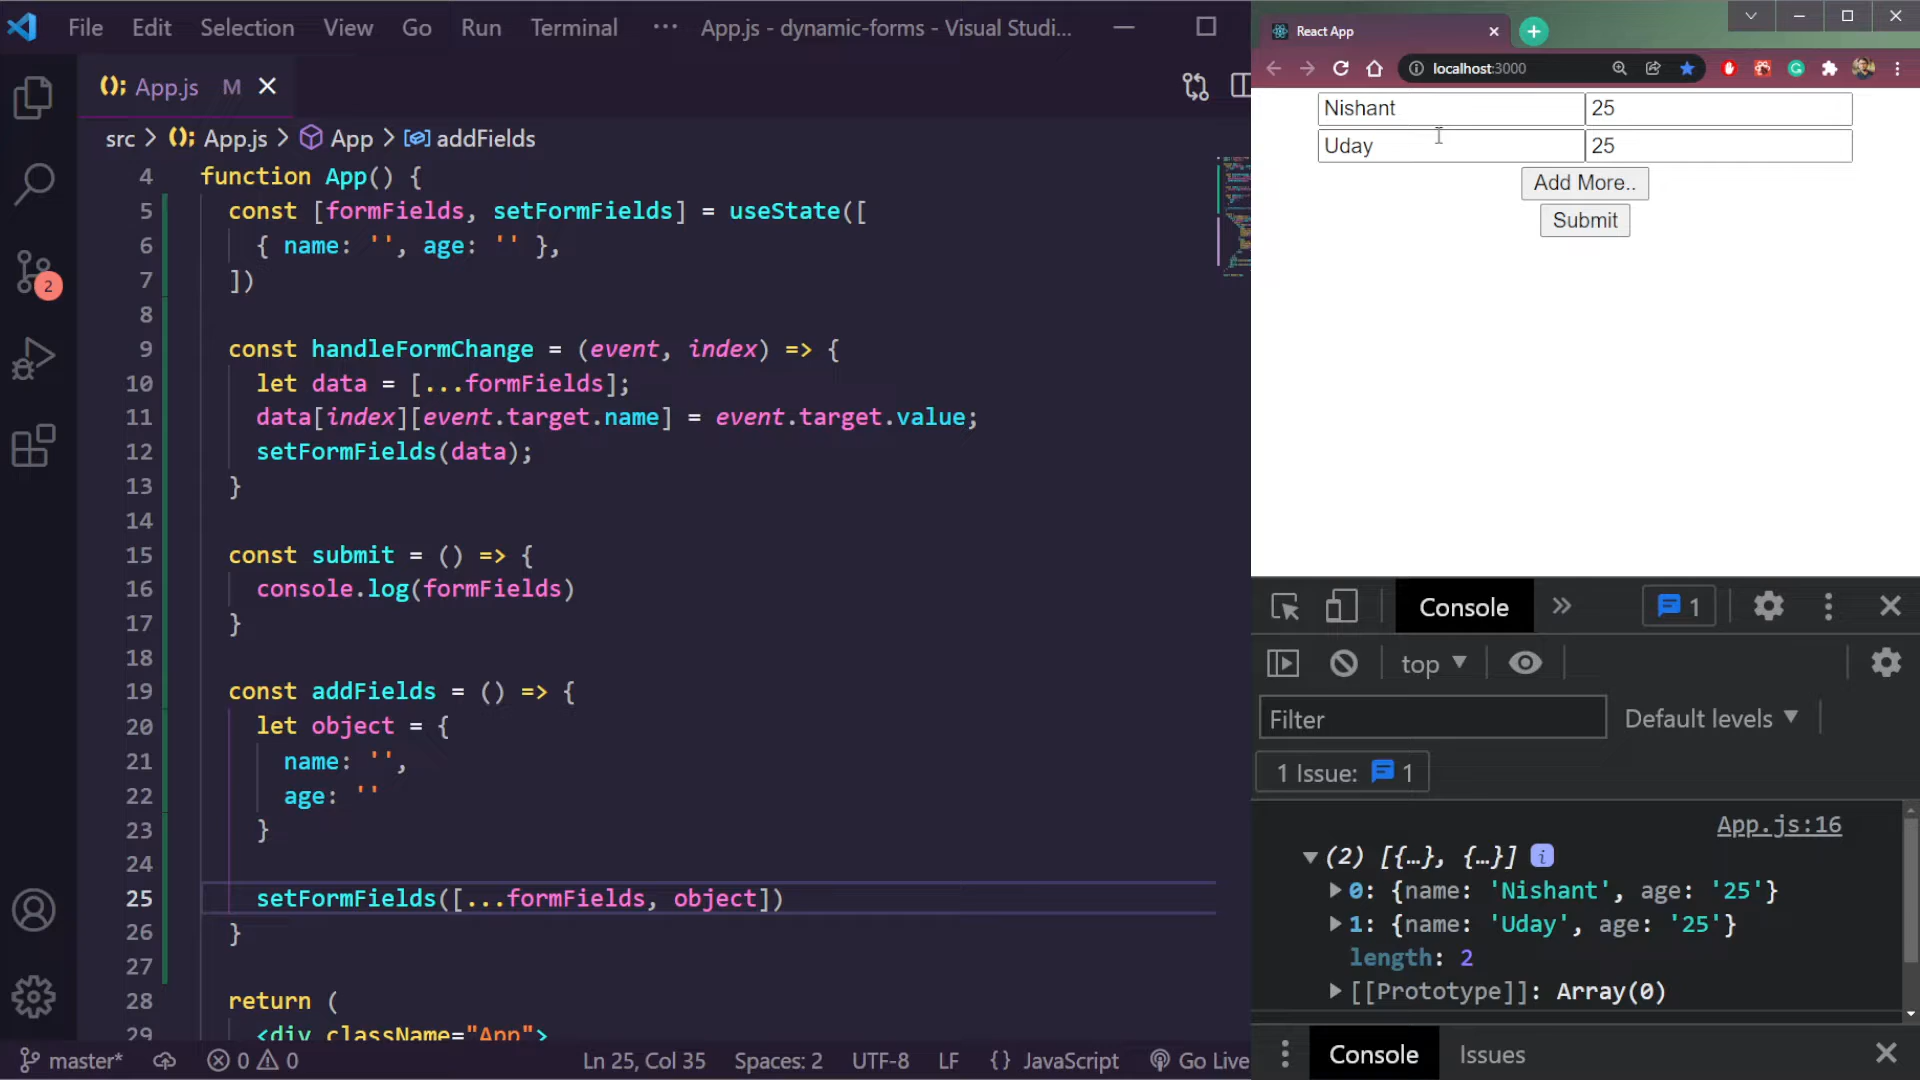 File Edit Selection View Go Run Terminal ··· App.js - dynamic-forms - Visual Studi...
App.js M
src > App.js > App > addFields
4 function App() {
5 const [formFields, setFormFields] = useState([
6 { name: '', age: '' },
7 ])
8
9 const handleFormChange = (event, index) => {
10 let data = [...formFields];
11 data[index][event.target.name] = event.target.value;
12 setFormFields(data);
13 }
14
15 const submit = () => {
16 console.log(formFields)
17 }
18
19 const addFields = () => {
20 let object = {
21 name: '',
22 age: ''
23 }
24
25 setFormFields([...formFields, object])
26 }
27
28 return (
29 <div className="App">
2
master* 0 0 Ln 25, Col 35 Spaces: 2 UTF-8 LF {} JavaScript Go Live
React App
localhost:3000
Nishant 25
Uday 25
Add More..
Submit
Console 1
top
Filter Default levels
1 Issue: 1
App.js:16
(2) [{…}, {…}] i
0: {name: 'Nishant', age: '25'}
1: {name: 'Uday', age: '25'}
length: 2
[[Prototype]]: Array(0)
Console Issues